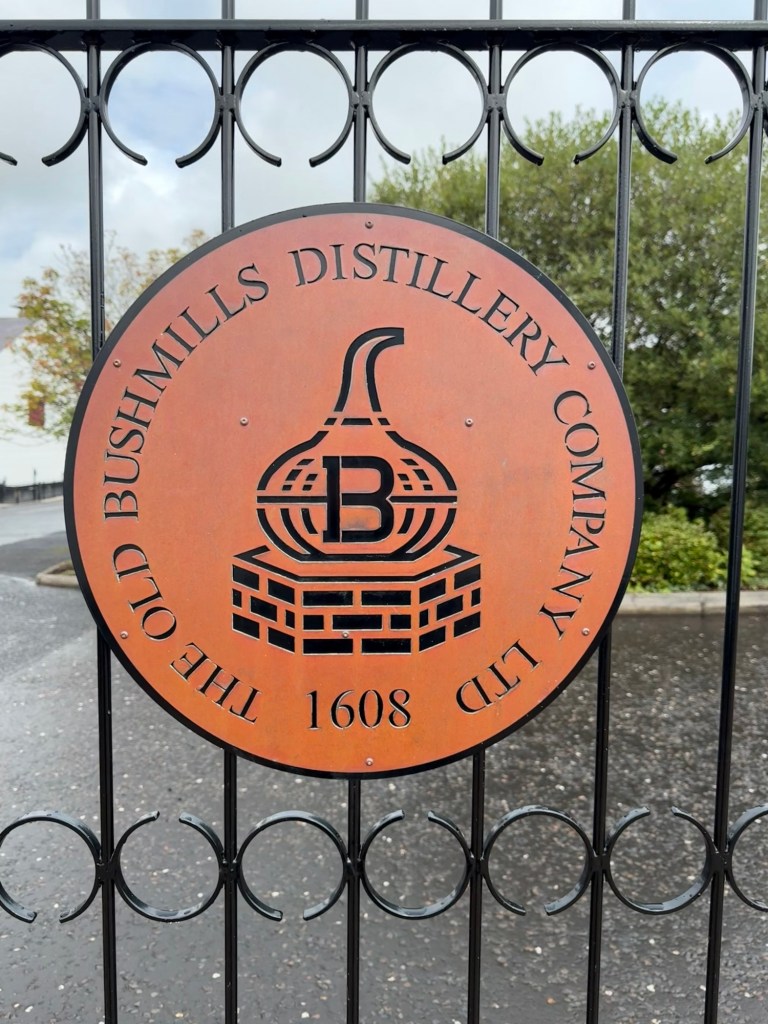 THE OLD BUSHMILLS DISTILLERY COMPANY LTD
B
1608